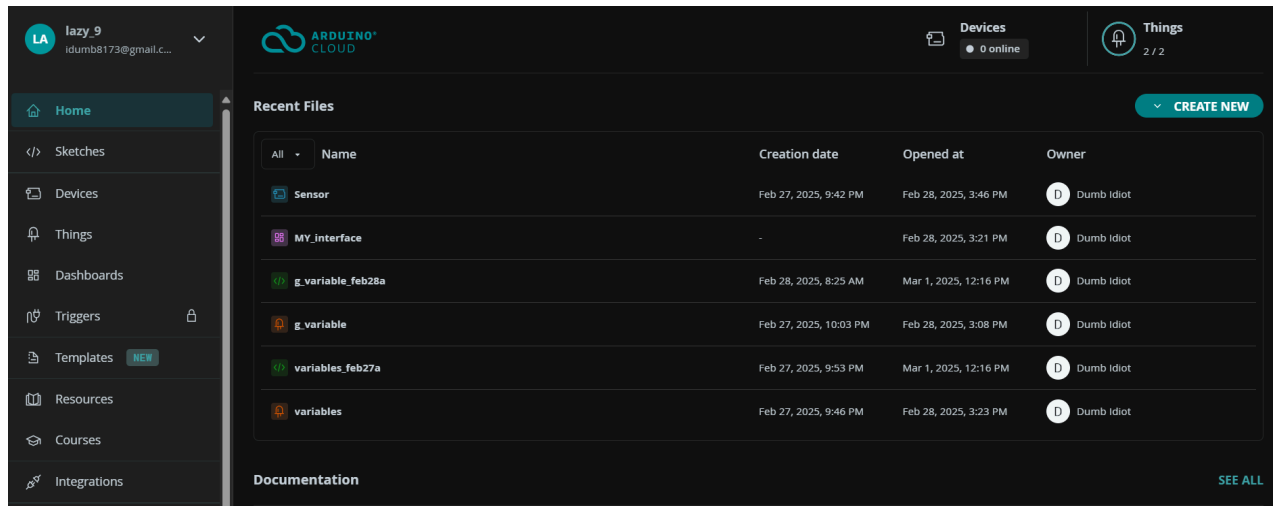 LA
lazy_9
idumb8173@gmail.c...
ARDUINO®
CLOUD
Devices
0 online
Things
2 / 2
Home
Sketches
Devices
Things
Dashboards
Triggers
Templates NEW
Resources
Courses
Integrations
Recent Files
CREATE NEW
All Name Creation date Opened at Owner
Sensor Feb 27, 2025, 9:42 PM Feb 28, 2025, 3:46 PM D Dumb Idiot
MY_interface - Feb 28, 2025, 3:21 PM D Dumb Idiot
g_variable_feb28a Feb 28, 2025, 8:25 AM Mar 1, 2025, 12:16 PM D Dumb Idiot
g_variable Feb 27, 2025, 10:03 PM Feb 28, 2025, 3:08 PM D Dumb Idiot
variables_feb27a Feb 27, 2025, 9:53 PM Mar 1, 2025, 12:16 PM D Dumb Idiot
variables Feb 27, 2025, 9:46 PM Feb 28, 2025, 3:23 PM D Dumb Idiot
Documentation SEE ALL